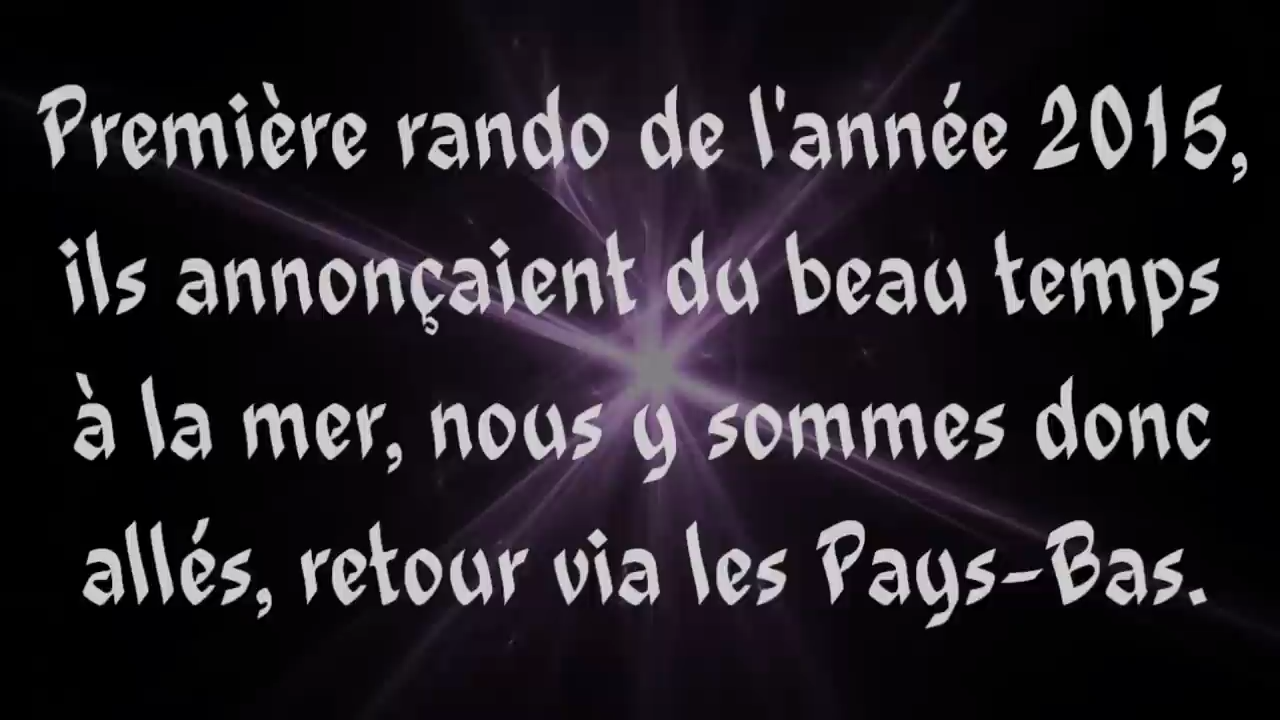 Première rando de l'année 2015,
ils annonçaient du beau temps
à la mer, nous y sommes donc
allés, retour via les Pays-Bas.